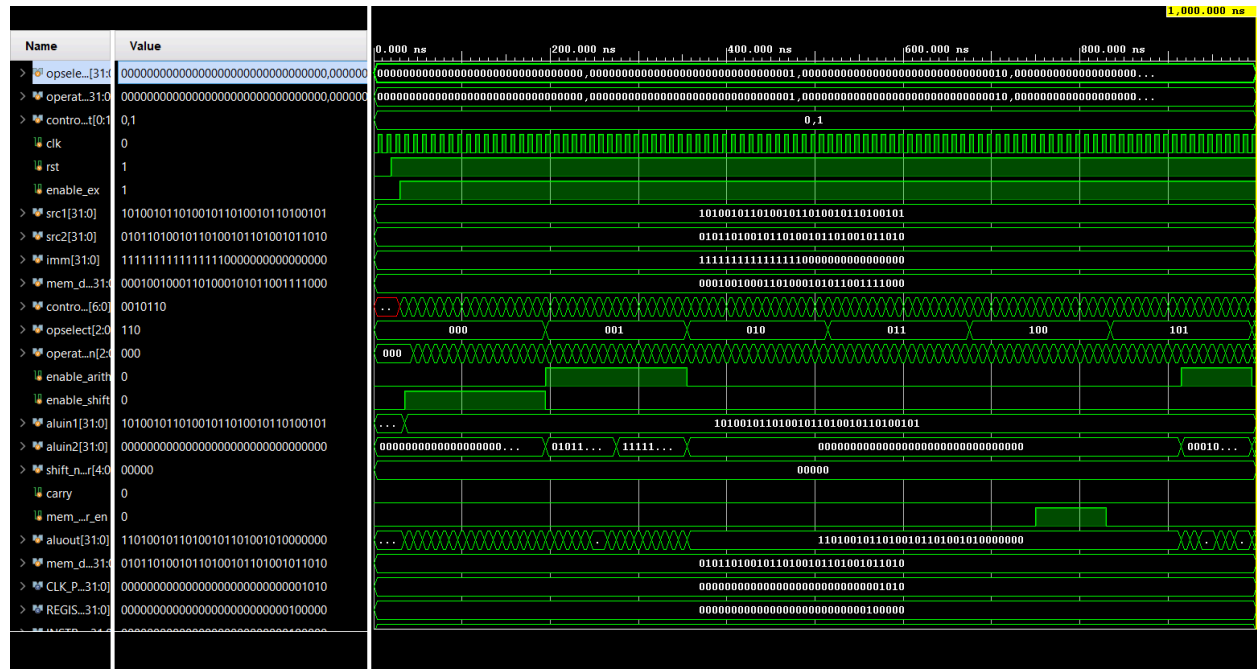 1,000.000 ns
Name Value
0.000 ns 200.000 ns 400.000 ns 600.000 ns 800.000 ns
opsele...[31:0 00000000000000000000000000000000,000000 00000000000000000000000000000000,00000000000000000000000000000001,00000000000000000000000000000010,00000000000000000000...
operat...31:0 00000000000000000000000000000000,000000 00000000000000000000000000000000,00000000000000000000000000000001,00000000000000000000000000000010,00000000000000000000...
contro...t[0:1 0,1 0,1
clk 0
rst 1
enable_ex 1
src1[31:0] 10100101101001011010010110100101 10100101101001011010010110100101
src2[31:0] 01011010010110100101101001011010 01011010010110100101101001011010
imm[31:0] 11111111111111110000000000000000 11111111111111110000000000000000
mem_d...31:0 00010010001101000101011001111000 00010010001101000101011001111000
contro...[6:0] 0010110 ..
opselect[2:0 110 000 001 010 011 100 101
operat...n[2:0 000 000
enable_arith 0
enable_shift 0
aluin1[31:0] 10100101101001011010010110100101 ... 10100101101001011010010110100101
aluin2[31:0] 00000000000000000000000000000000 00000000000000000... 01011... 11111... 00000000000000000000000000000000 00010...
shift_n...r[4:0 00000 00000
carry 0
mem_...r_en 0
aluout[31:0] 11010010110100101101001010000000 ... . 11010010110100101101001010000000 . .
mem_d...31:0 01011010010110100101101001011010 01011010010110100101101001011010
CLK_P...31:0] 00000000000000000000000000001010 00000000000000000000000000001010
REGIS...31:0] 00000000000000000000000000100000 00000000000000000000000000100000